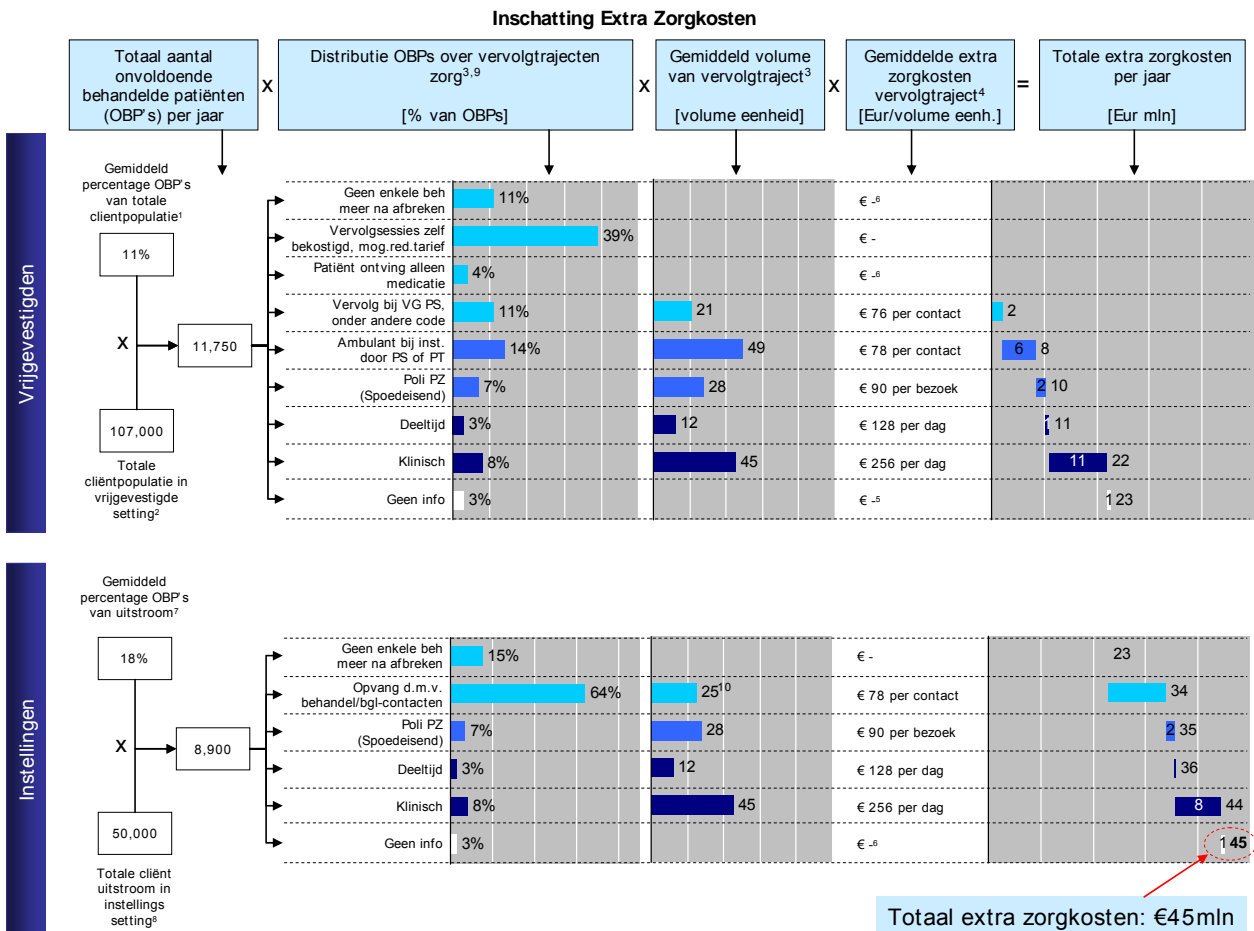 Inschatting Extra Zorgkosten
Totaal aantal
onvoldoende
behandelde patiënten
(OBP's) per jaar
x
Distributie OBPs over vervolgtrajecten
zorg3,9
[% van OBPs]
x
Gemiddeld volume
van vervolgtraject3
[volume eenheid]
x
Gemiddelde extra
zorgkosten
vervolgtraject4
[Eur/volume eenh.]
=
Totale extra zorgkosten
per jaar
[Eur mln]
Vrijgevestigden
Gemiddeld
percentage OBP's
van totale
clientpopulatie1
11%
x
11,750
107,000
Totale
cliëntpopulatie in
vrijgevestigde
setting2
Geen enkele beh
meer na afbreken
11%
€ -6
Vervolgsessies zelf
bekostigd, mog.red.tarief
39%
€ -
Patiënt ontving alleen
medicatie
4%
€ -6
Vervolg bij VG PS,
onder andere code
11%
21
€ 76 per contact
2
Ambulant bij inst.
door PS of PT
14%
49
€ 78 per contact
6 8
Poli PZ
(Spoedeisend)
7%
28
€ 90 per bezoek
2 10
Deeltijd
3%
12
€ 128 per dag
1 11
Klinisch
8%
45
€ 256 per dag
11 22
Geen info
3%
€ -5
1 23
Instellingen
Gemiddeld
percentage OBP's
van uitstroom7
18%
x
8,900
50,000
Totale cliënt
uitstroom in
instellings
setting8
Geen enkele beh
meer na afbreken
15%
€ -
23
Opvang d.m.v.
behandel/bgl-contacten
64%
2510
€ 78 per contact
34
Poli PZ
(Spoedeisend)
7%
28
€ 90 per bezoek
2 35
Deeltijd
3%
12
€ 128 per dag
36
Klinisch
8%
45
€ 256 per dag
8 44
Geen info
3%
€ -6
1 45
Totaal extra zorgkosten: €45mln